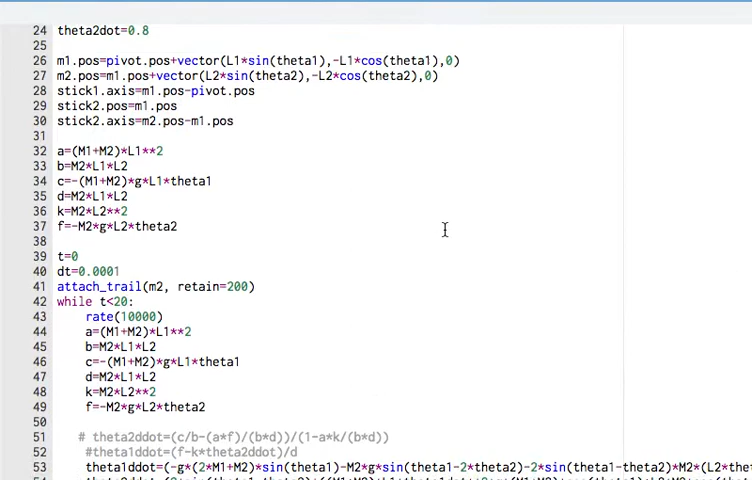 24 theta2dot=0.8
25
26 m1.pos=pivot.pos+vector(L1*sin(theta1),-L1*cos(theta1),0)
27 m2.pos=m1.pos+vector(L2*sin(theta2),-L2*cos(theta2),0)
28 stick1.axis=m1.pos-pivot.pos
29 stick2.pos=m1.pos
30 stick2.axis=m2.pos-m1.pos
31
32 a=(M1+M2)*L1**2
33 b=M2*L1*L2
34 c=-(M1+M2)*g*L1*theta1
35 d=M2*L1*L2
36 k=M2*L2**2
37 f=-M2*g*L2*theta2
38
39 t=0
40 dt=0.0001
41 attach_trail(m2, retain=200)
42 while t<20:
43     rate(10000)
44     a=(M1+M2)*L1**2
45     b=M2*L1*L2
46     c=-(M1+M2)*g*L1*theta1
47     d=M2*L1*L2
48     k=M2*L2**2
49     f=-M2*g*L2*theta2
50
51    # theta2ddot=(c/b-(a*f)/(b*d))/(1-a*k/(b*d))
52     #theta1ddot=(f-k*theta2ddot)/d
53     theta1ddot=(-g*(2*M1+M2)*sin(theta1)-M2*g*sin(theta1-2*theta2)-2*sin(theta1-theta2)*M2*(L2*the